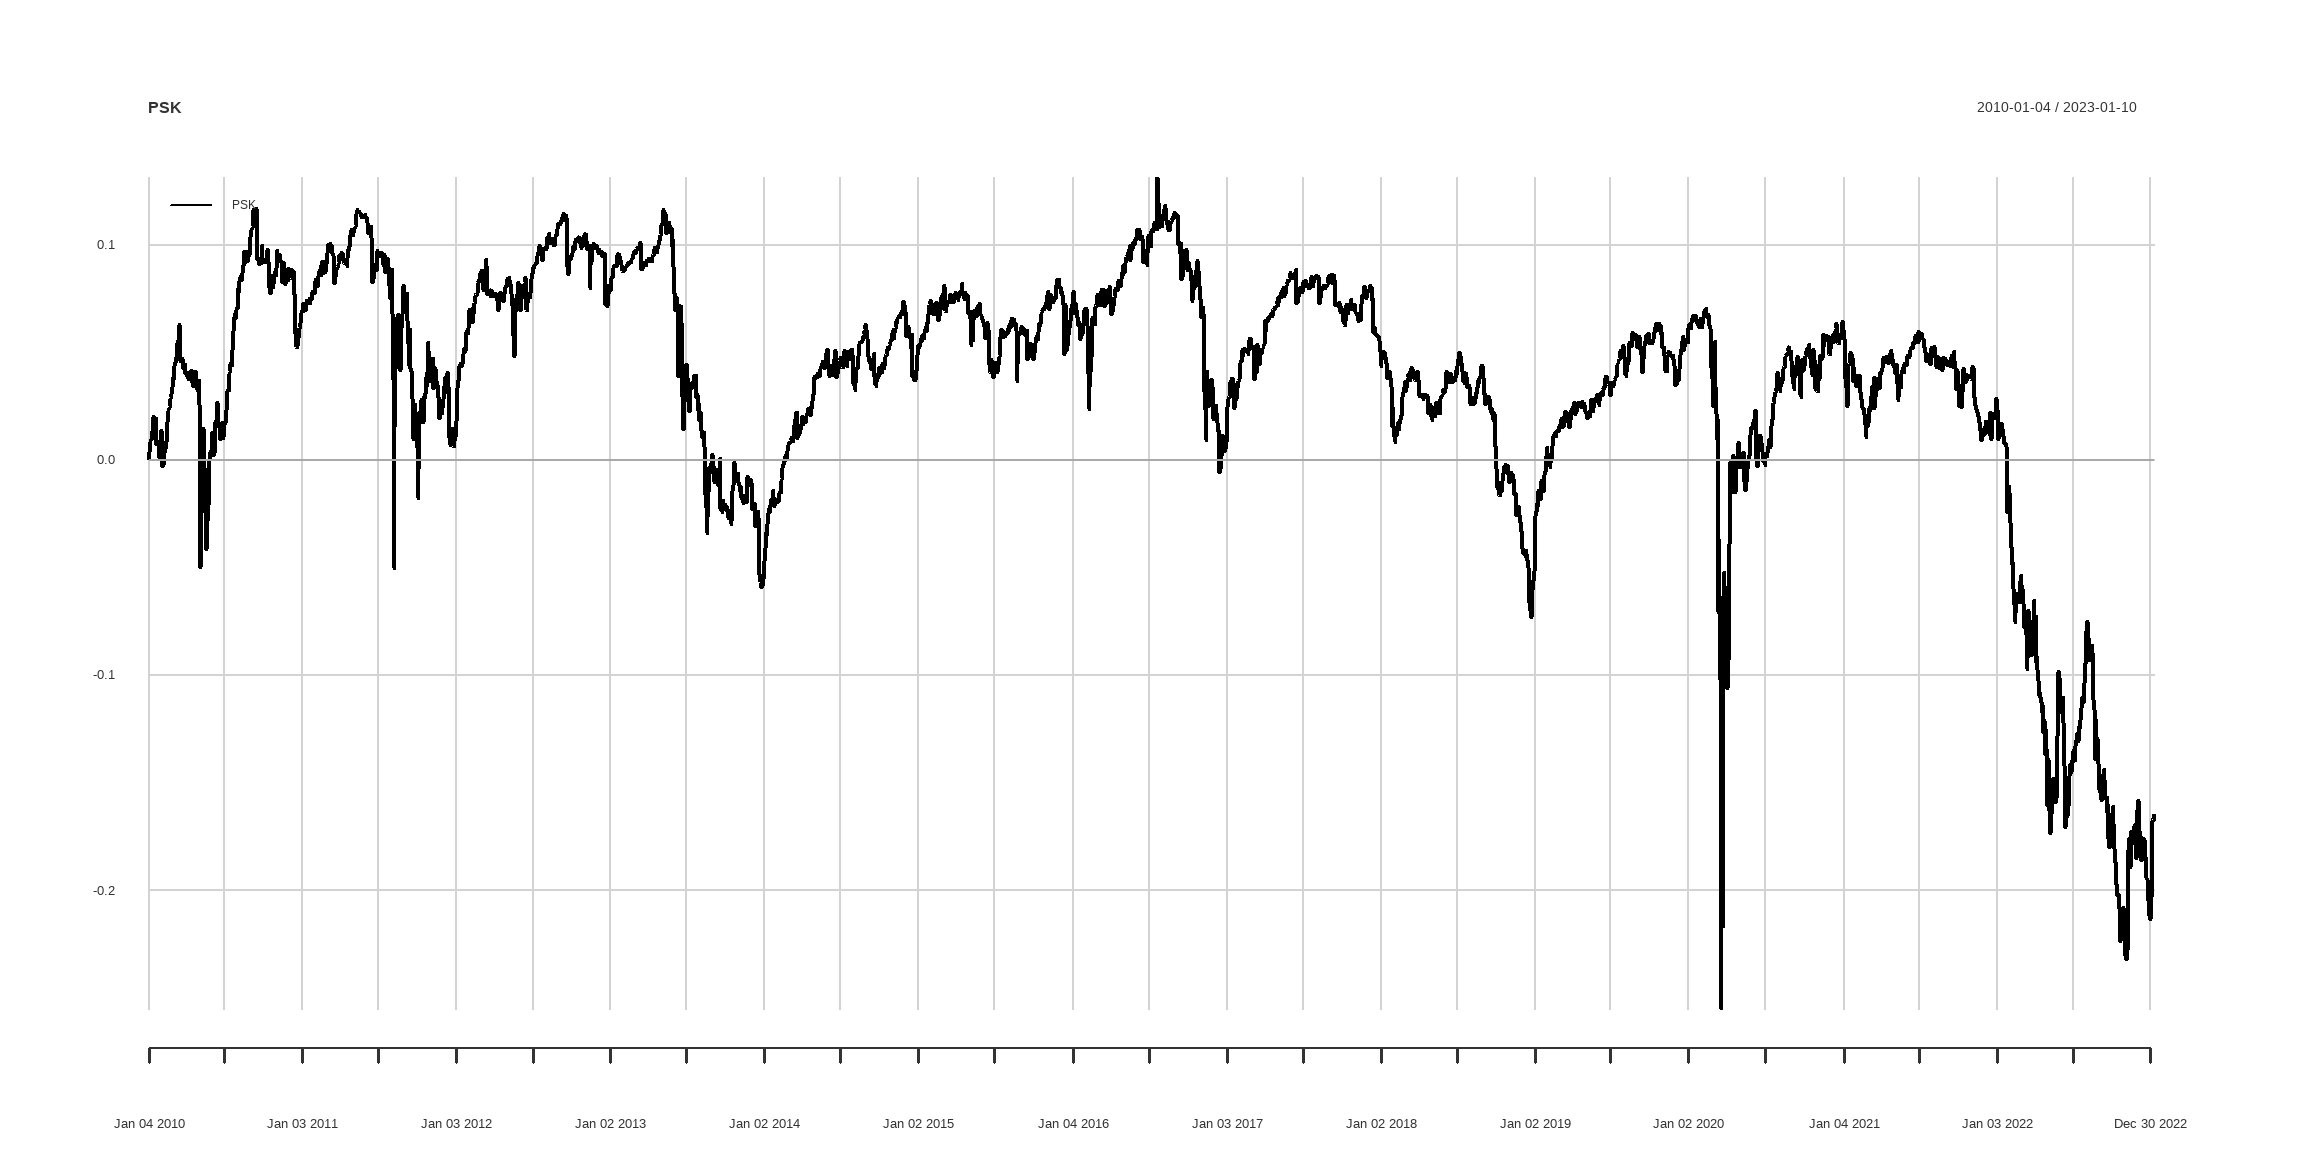 PSK
2010-01-04 / 2023-01-10
PSK
0.1
0.0
-0.1
-0.2
Jan 04 2010
Jan 03 2011
Jan 03 2012
Jan 02 2013
Jan 02 2014
Jan 02 2015
Jan 04 2016
Jan 03 2017
Jan 02 2018
Jan 02 2019
Jan 02 2020
Jan 04 2021
Jan 03 2022
Dec 30 2022